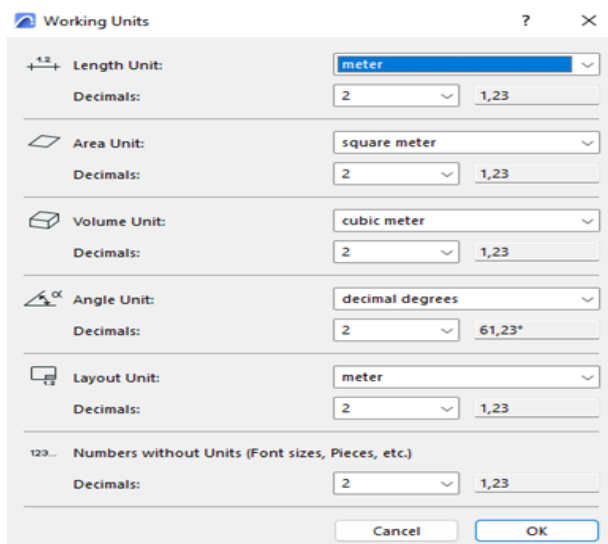 Working Units ? ×
1.2 Length Unit: meter
Decimals: 2 1,23
Area Unit: square meter
Decimals: 2 1,23
Volume Unit: cubic meter
Decimals: 2 1,23
α Angle Unit: decimal degrees
Decimals: 2 61,23°
1.2 Layout Unit: meter
Decimals: 2 1,23
123... Numbers without Units (Font sizes, Pieces, etc.)
Decimals: 2 1,23
Cancel OK